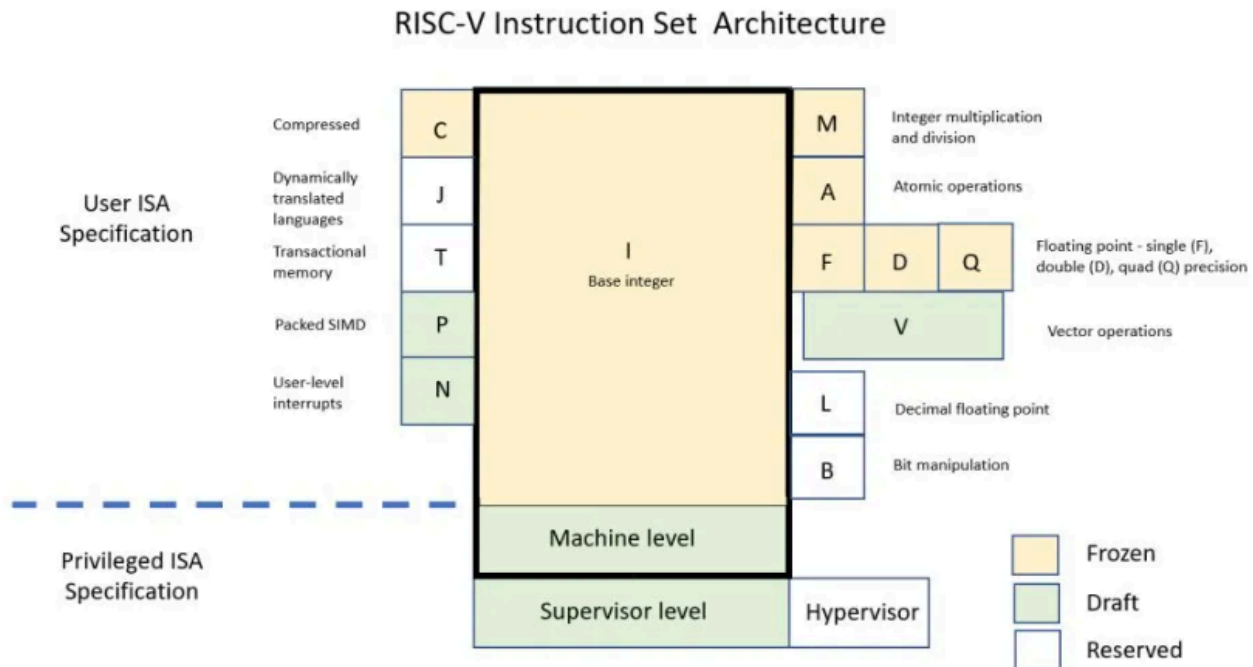 RISC-V Instruction Set Architecture
Compressed
C
M
Integer multiplication
and division
User ISA
Specification
Dynamically
translated
languages
J
A
Atomic operations
Transactional
memory
T
I
Base integer
F
D
Q
Floating point - single (F),
double (D), quad (Q) precision
Packed SIMD
P
V
Vector operations
User-level
interrupts
N
L
Decimal floating point
B
Bit manipulation
Privileged ISA
Specification
Machine level
Supervisor level
Hypervisor
Frozen
Draft
Reserved